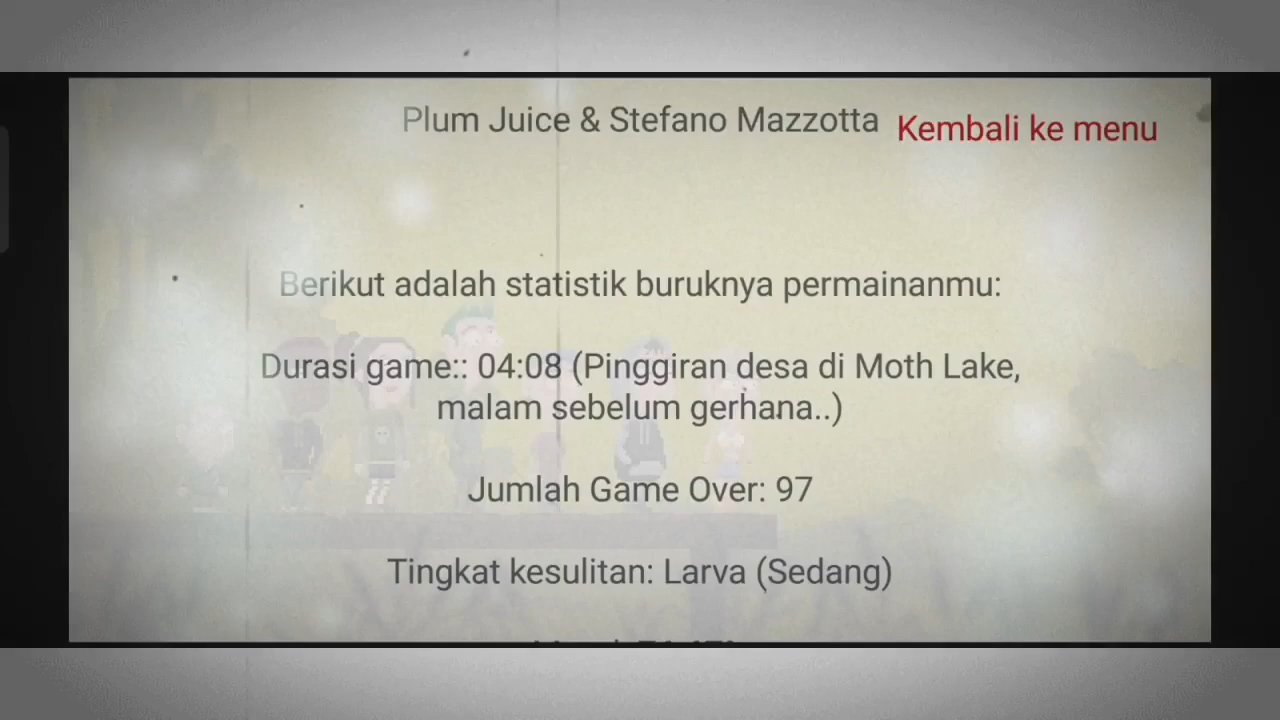 Plum Juice & Stefano Mazzotta
Kembali ke menu
Berikut adalah statistik buruknya permainanmu:
Durasi game:: 04:08 (Pinggiran desa di Moth Lake,
malam sebelum gerhana..)
Jumlah Game Over: 97
Tingkat kesulitan: Larva (Sedang)